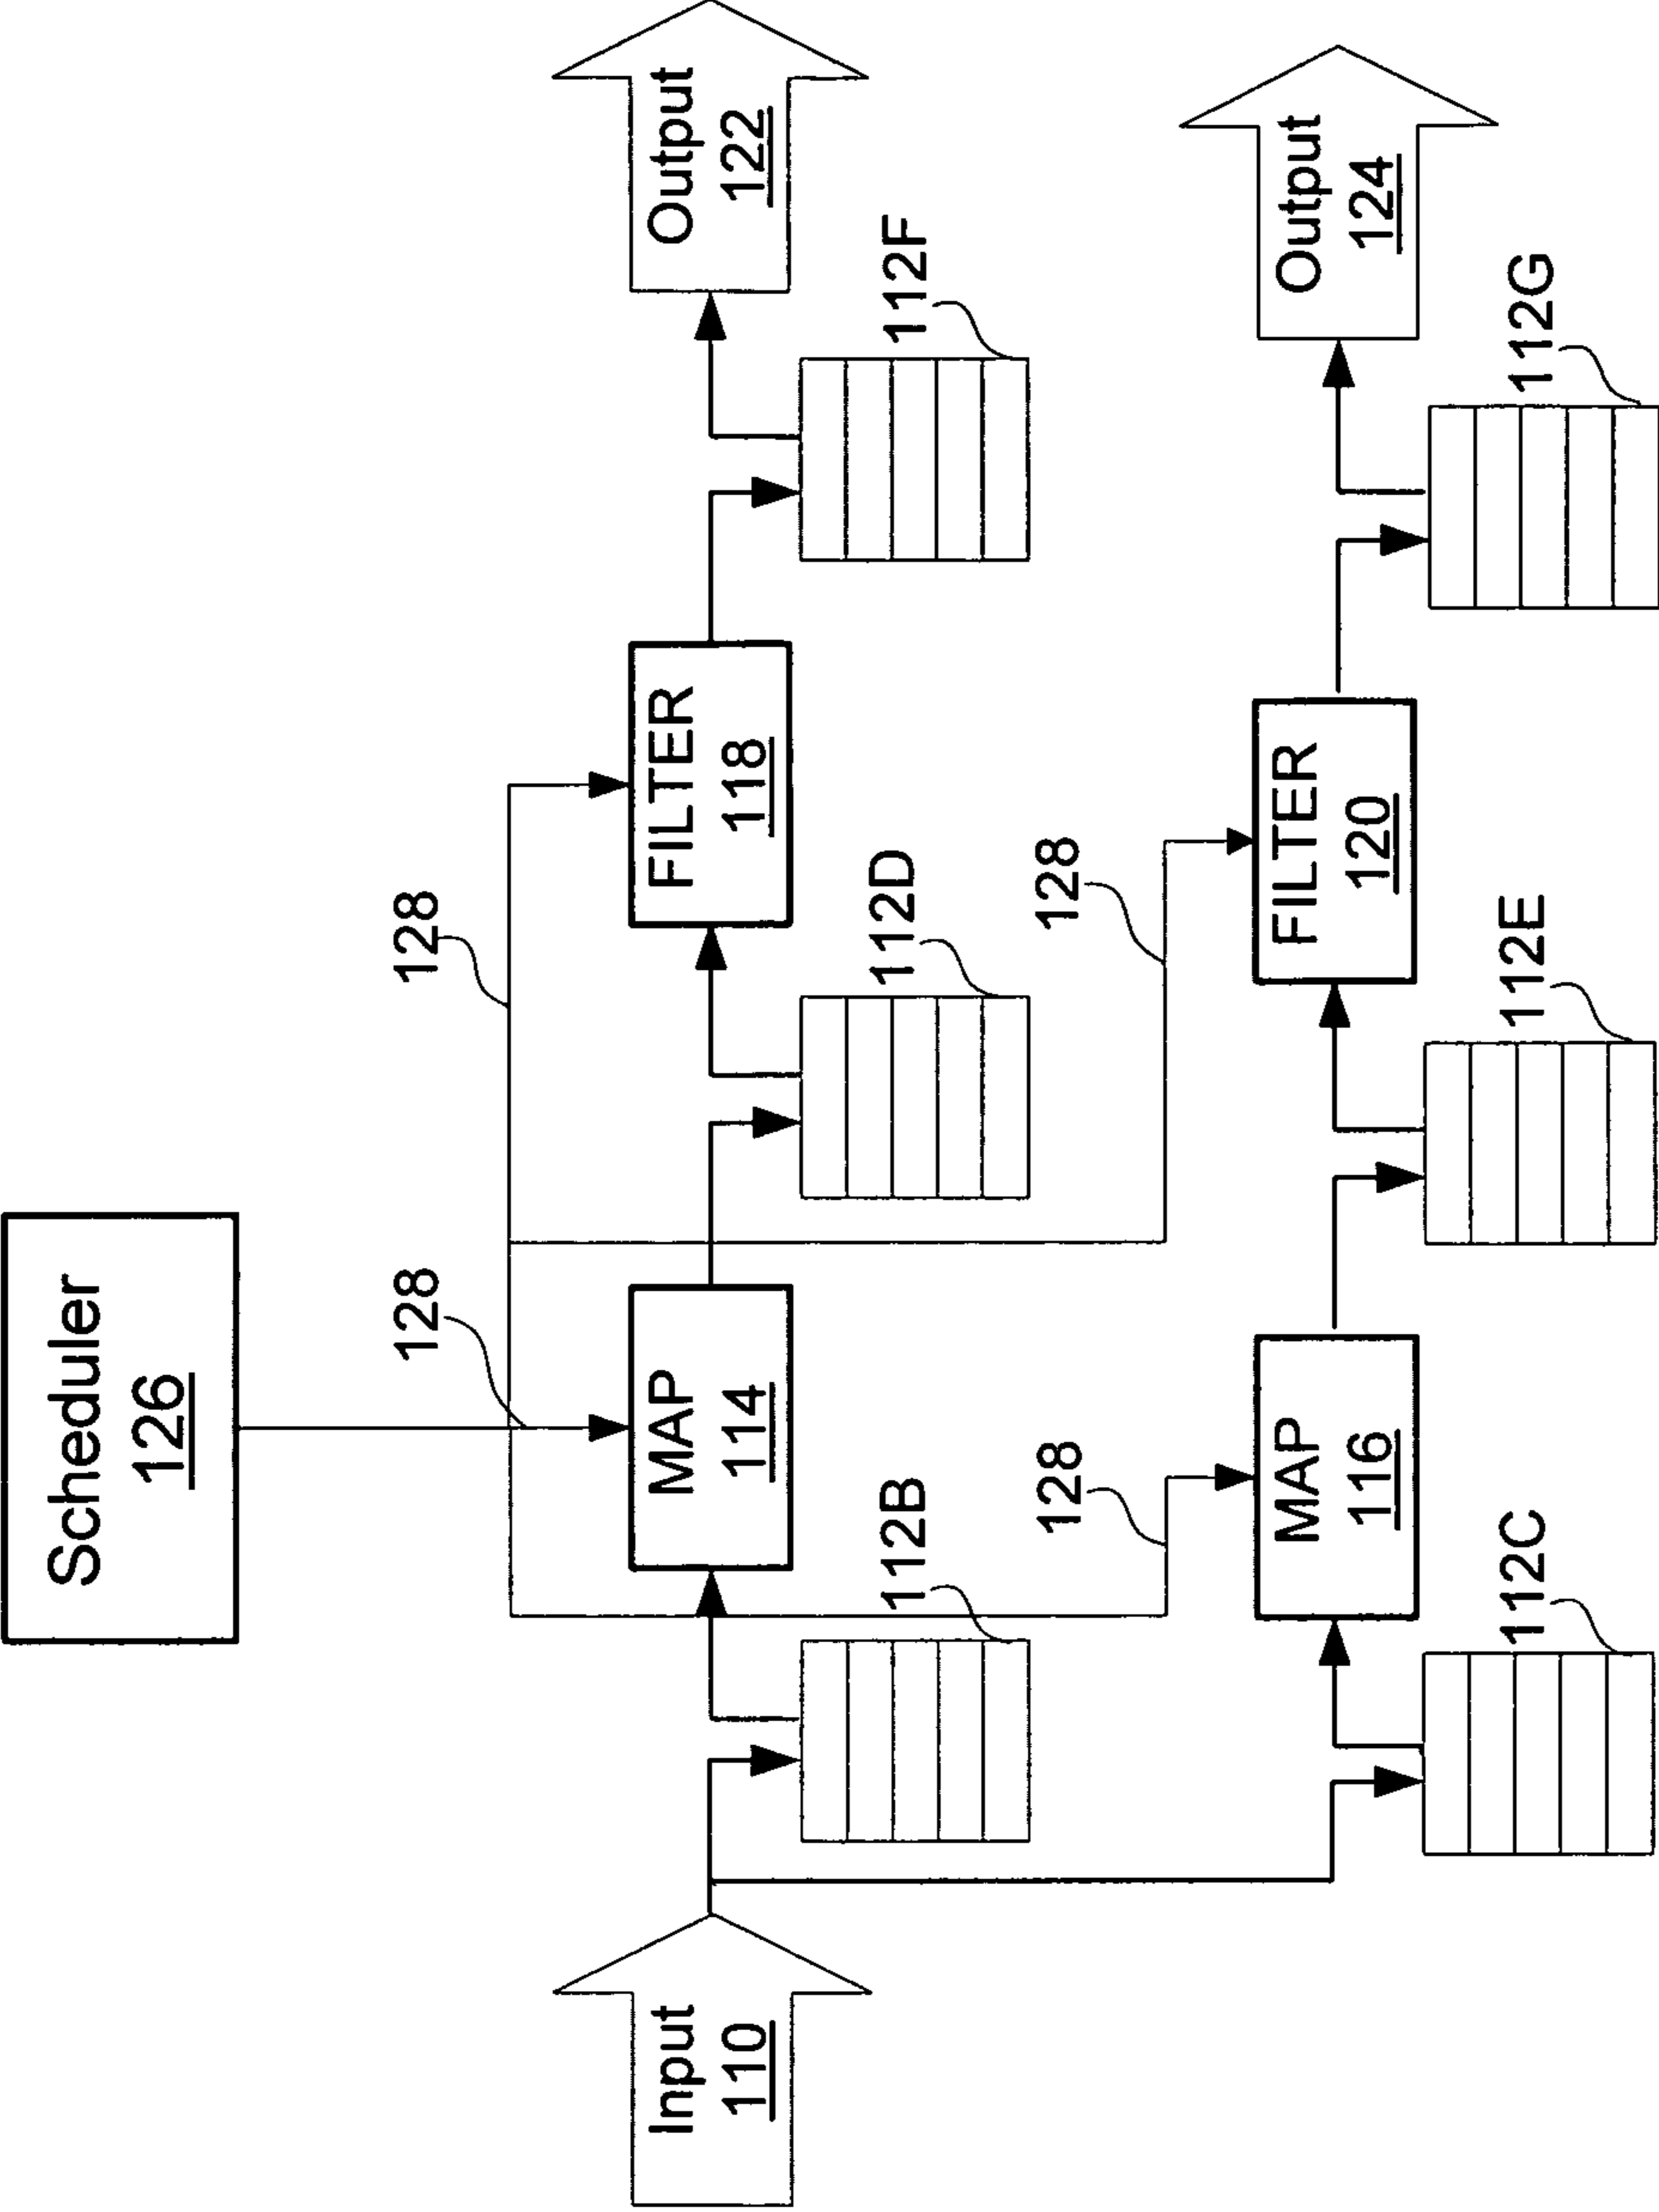 Scheduler
126
128
128
Input
110
MAP
114
FILTER
118
Output
122
112B
112D
112F
128
128
MAP
116
FILTER
120
Output
124
112C
112E
112G